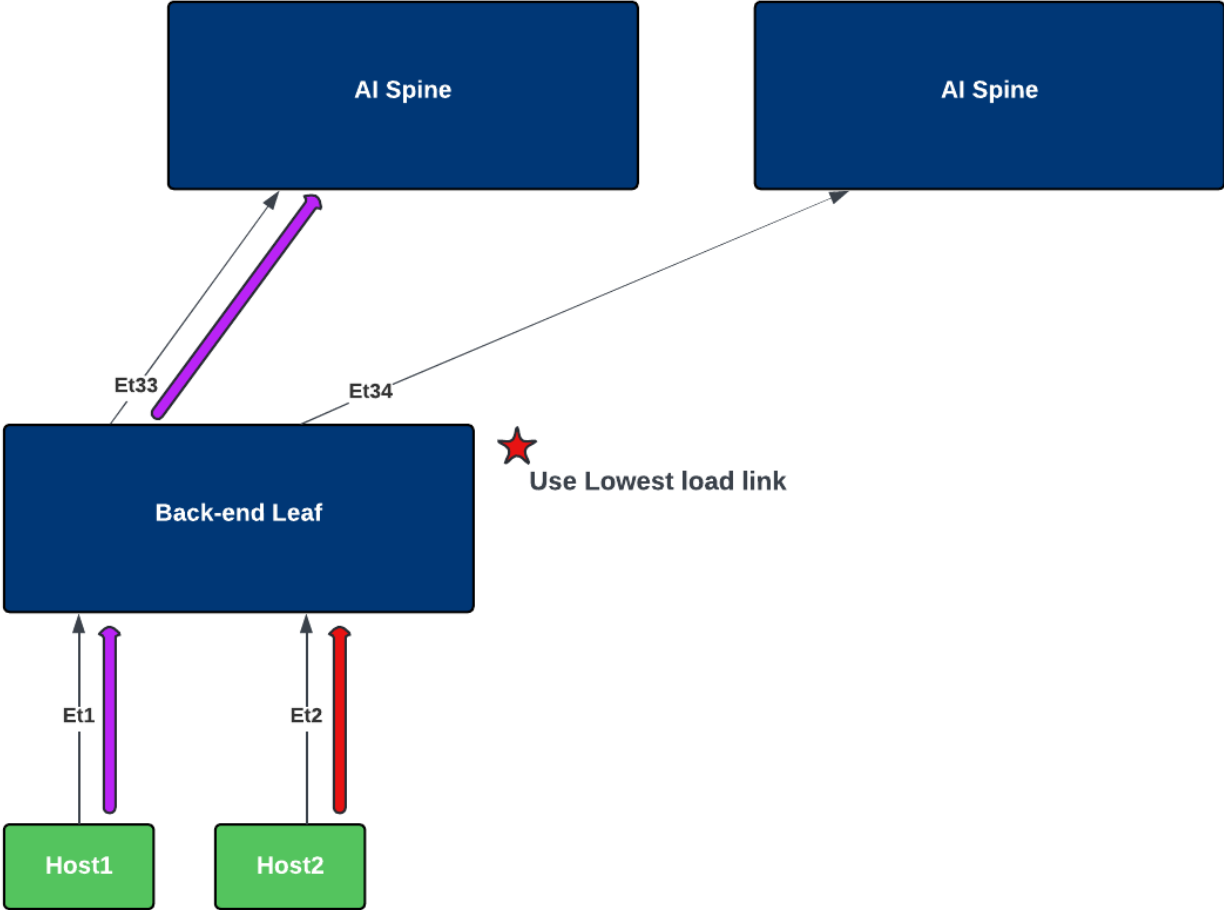 AI Spine
AI Spine
Et33
Et34
Use Lowest load link
Back-end Leaf
Et1
Et2
Host1
Host2